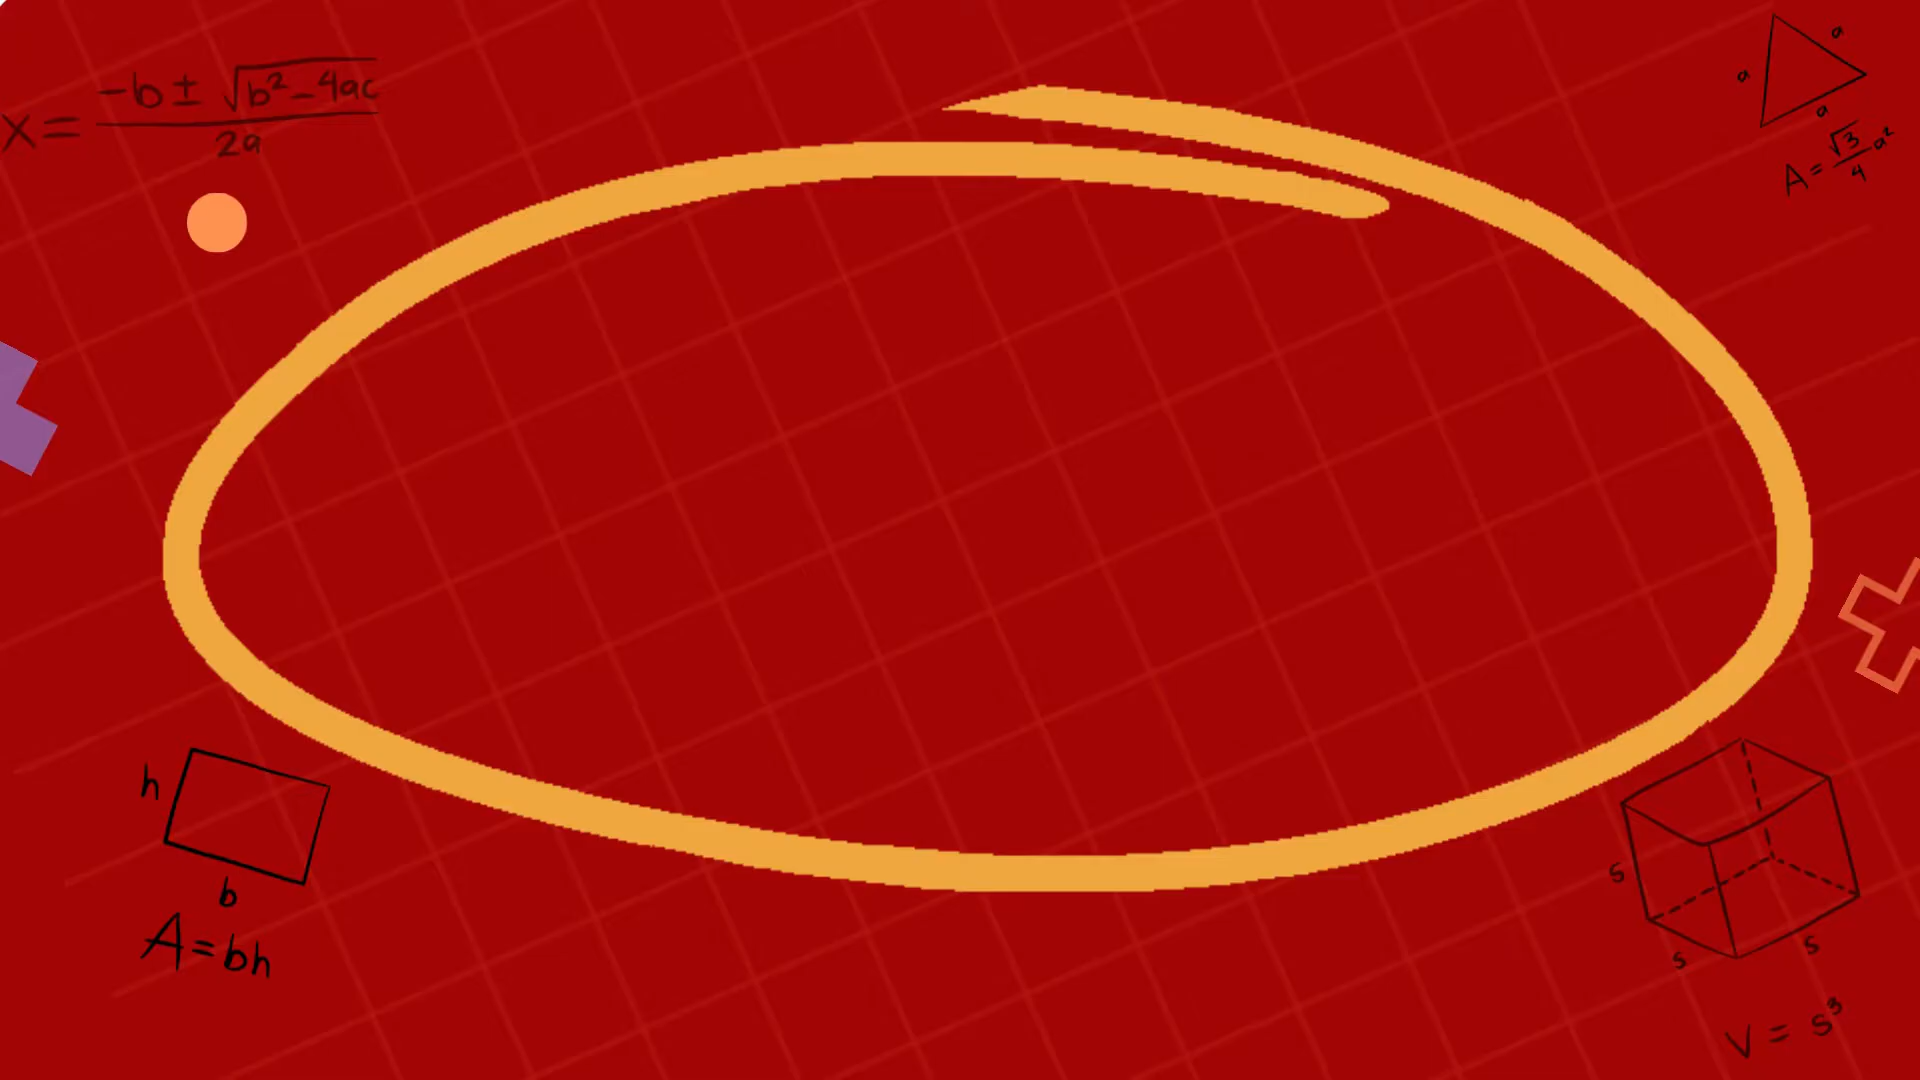 x = (-b ± √(b² - 4ac)) / 2a
a
a
a
A = √3/4 a²
h
b
A = bh
s
s
s
V = s³